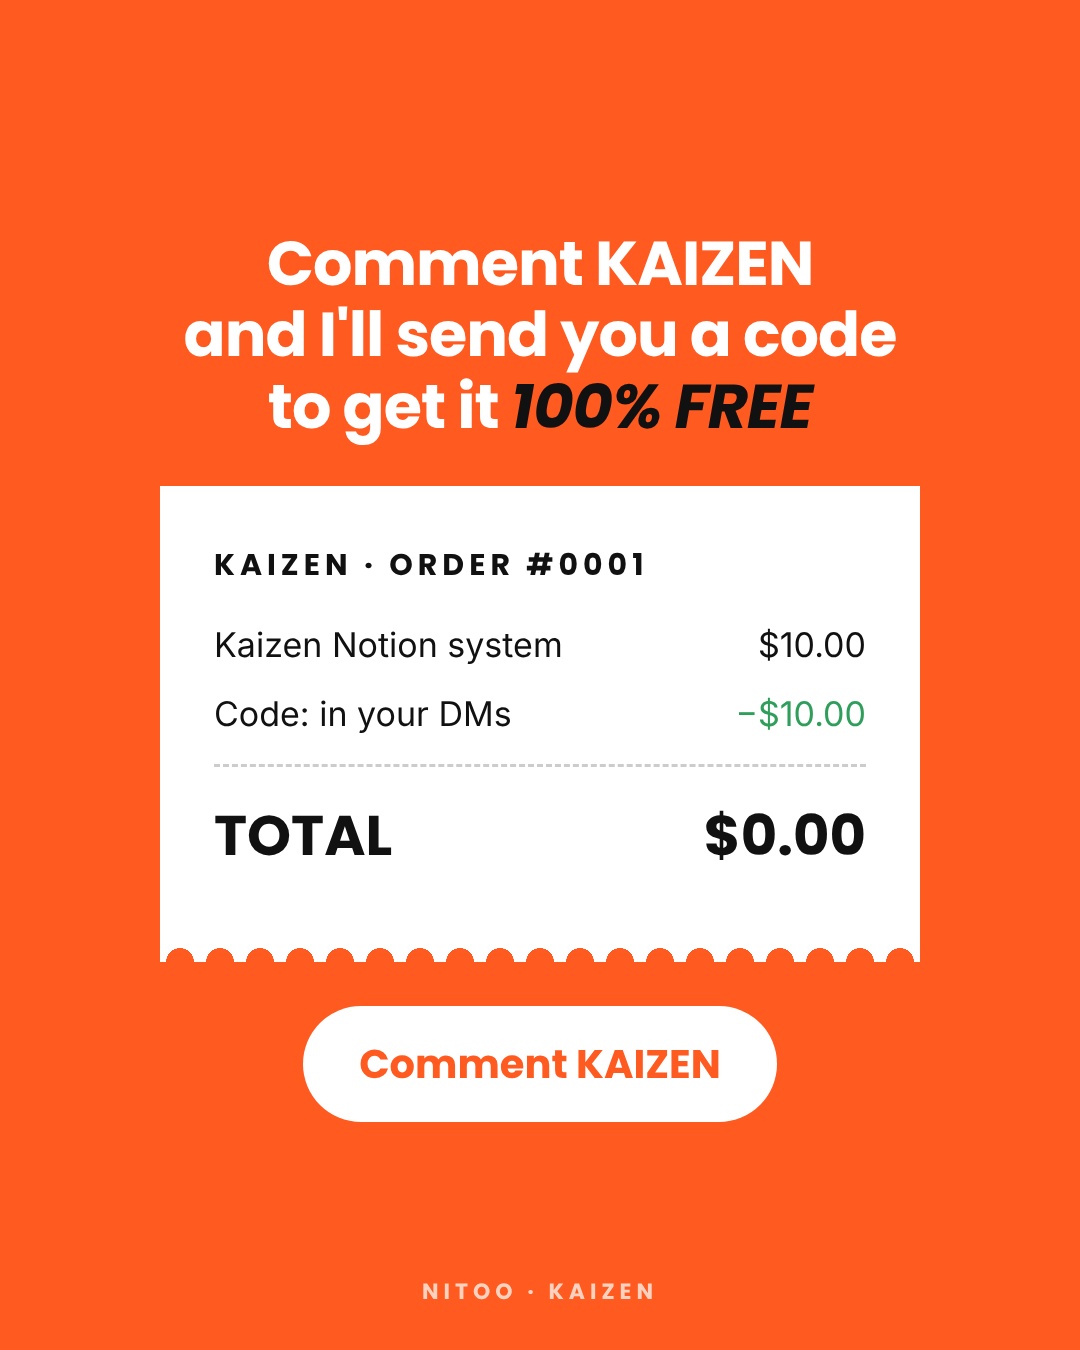 Comment KAIZEN
and I'll send you a code
to get it 100% FREE
KAIZEN · ORDER #0001
Kaizen Notion system $10.00
Code: in your DMs −$10.00
TOTAL $0.00
Comment KAIZEN
NITOO · KAIZEN